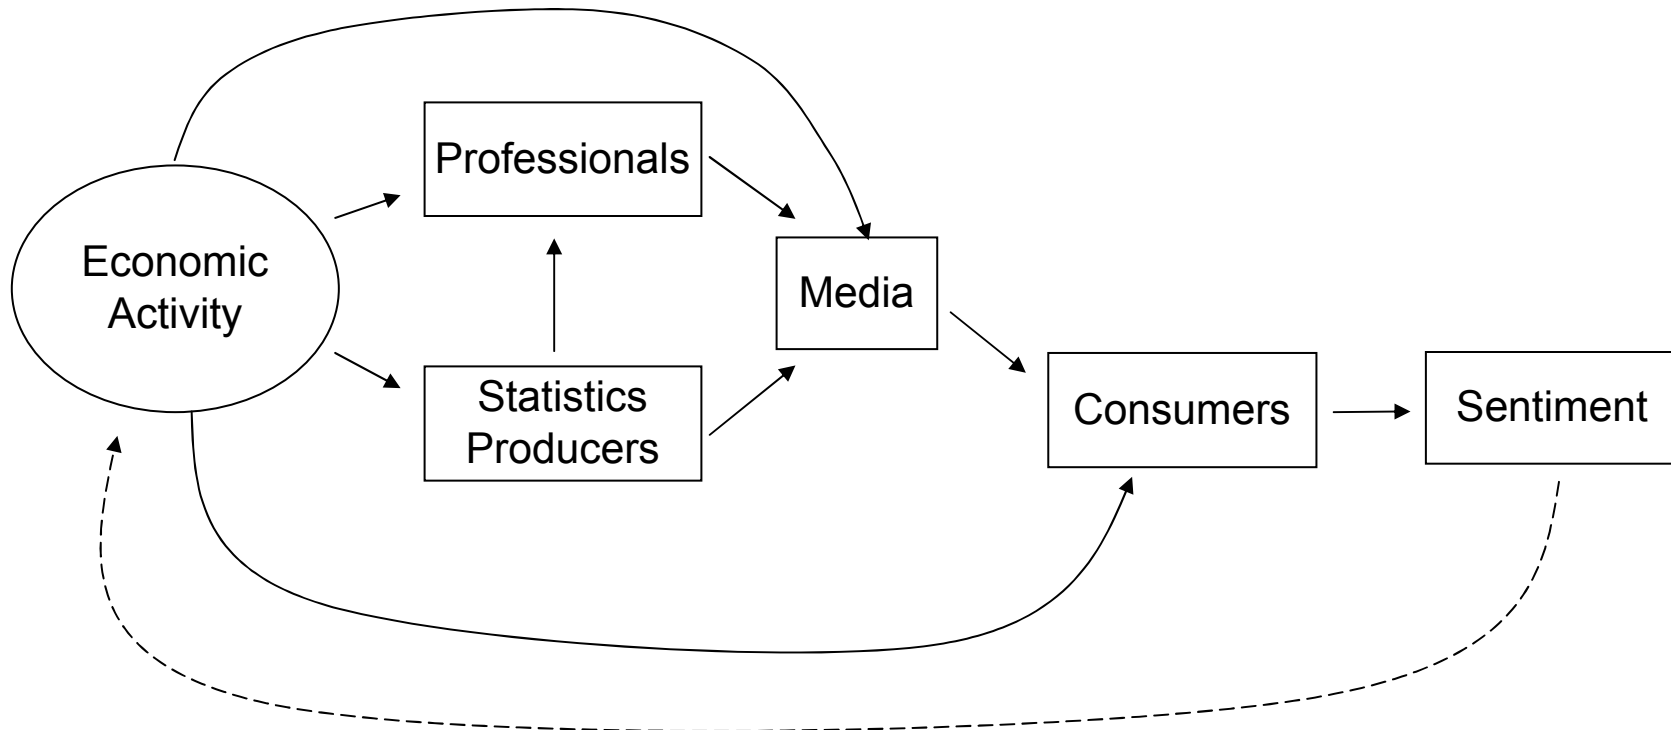 Professionals
Economic
Activity
Media
Statistics
Producers
Consumers
Sentiment